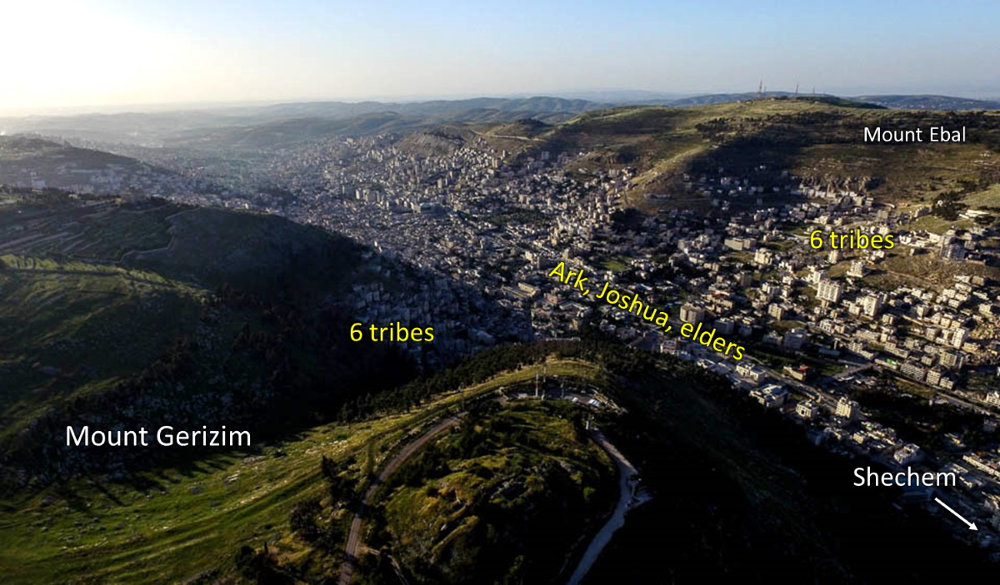 Mount Ebal
6 tribes
Ark, Joshua, elders
6 tribes
Mount Gerizim
Shechem